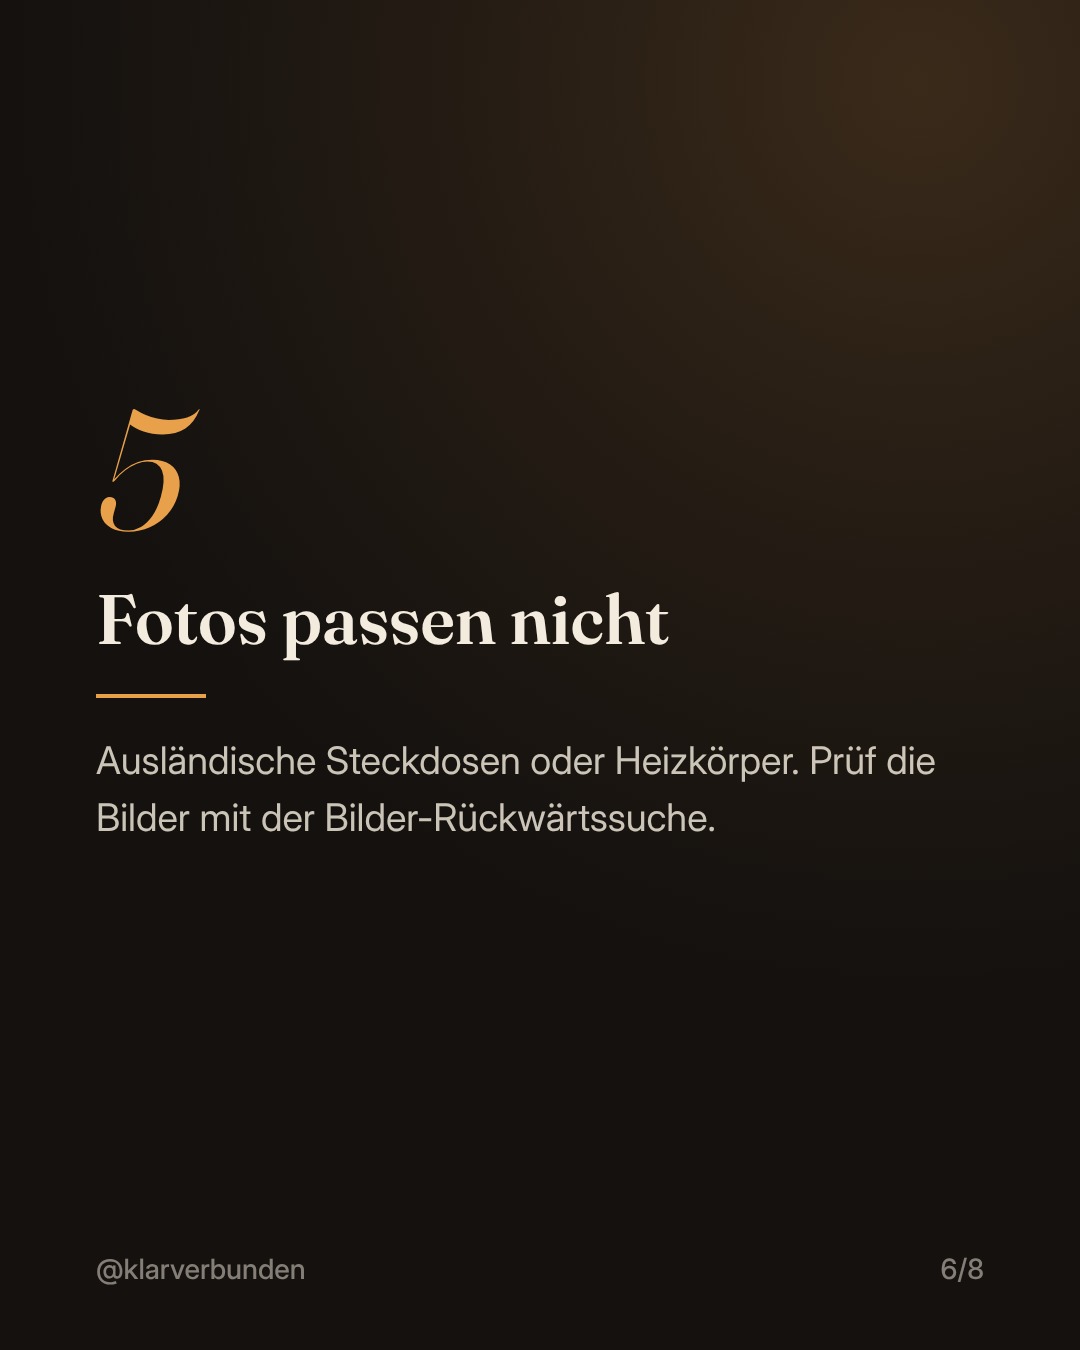 5
Fotos passen nicht
Ausländische Steckdosen oder Heizkörper. Prüf die
Bilder mit der Bilder-Rückwärtssuche.
@klarverbunden
6/8